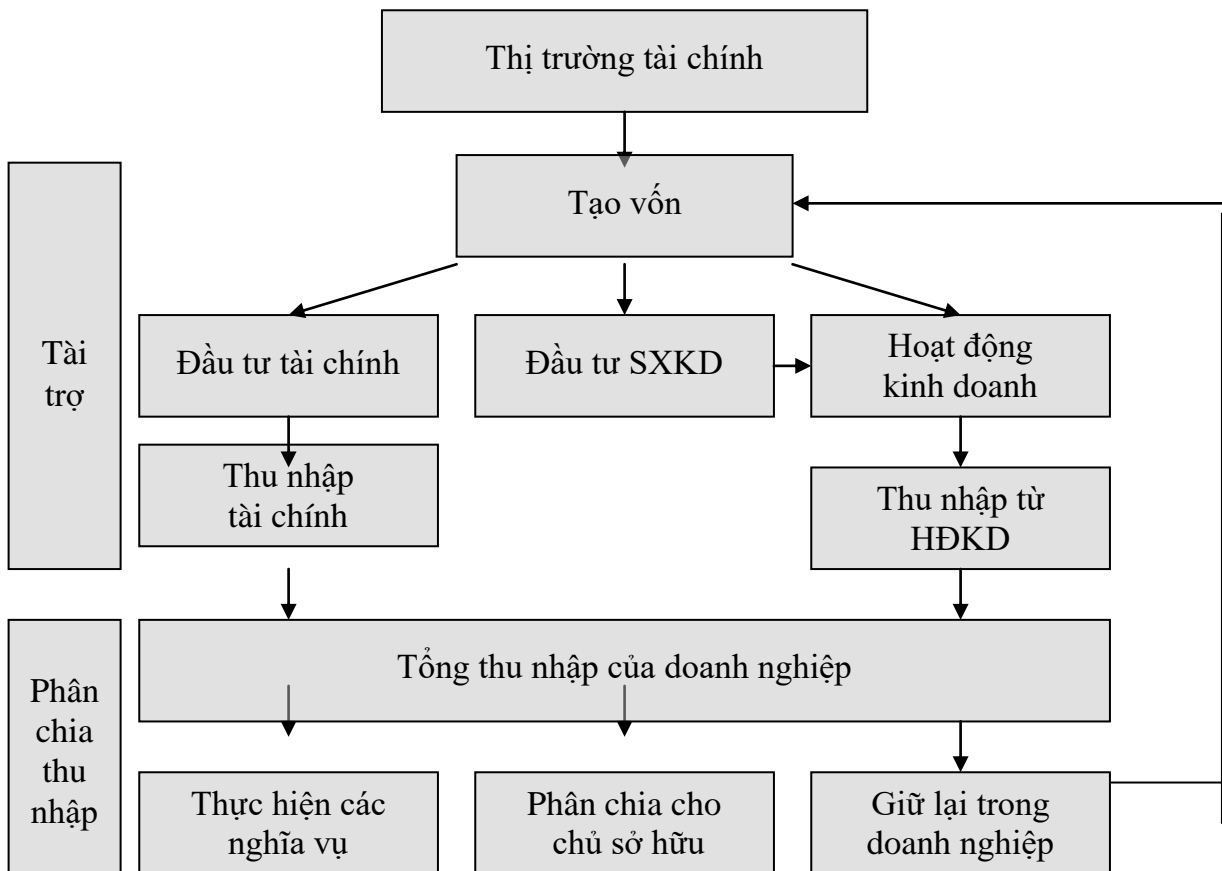 Thị trường tài chính
Tạo vốn
Tài
trợ
Đầu tư tài chính
Đầu tư SXKD
Hoạt động
kinh doanh
Thu nhập
tài chính
Thu nhập từ
HĐKD
Phân
chia
thu
nhập
Tổng thu nhập của doanh nghiệp
Thực hiện các
nghĩa vụ
Phân chia cho
chủ sở hữu
Giữ lại trong
doanh nghiệp